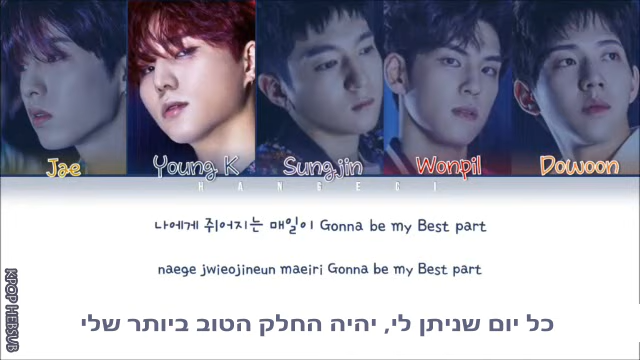 Jae Young K Sungjin Wonpil Dowoon
HANGECI
나에게 쥐어지는 매일이 Gonna be my Best part
naege jwieojineun maeiri Gonna be my Best part
כל יום שניתן לי, יהיה החלק הטוב ביותר שלי
KPOP HEBSUB